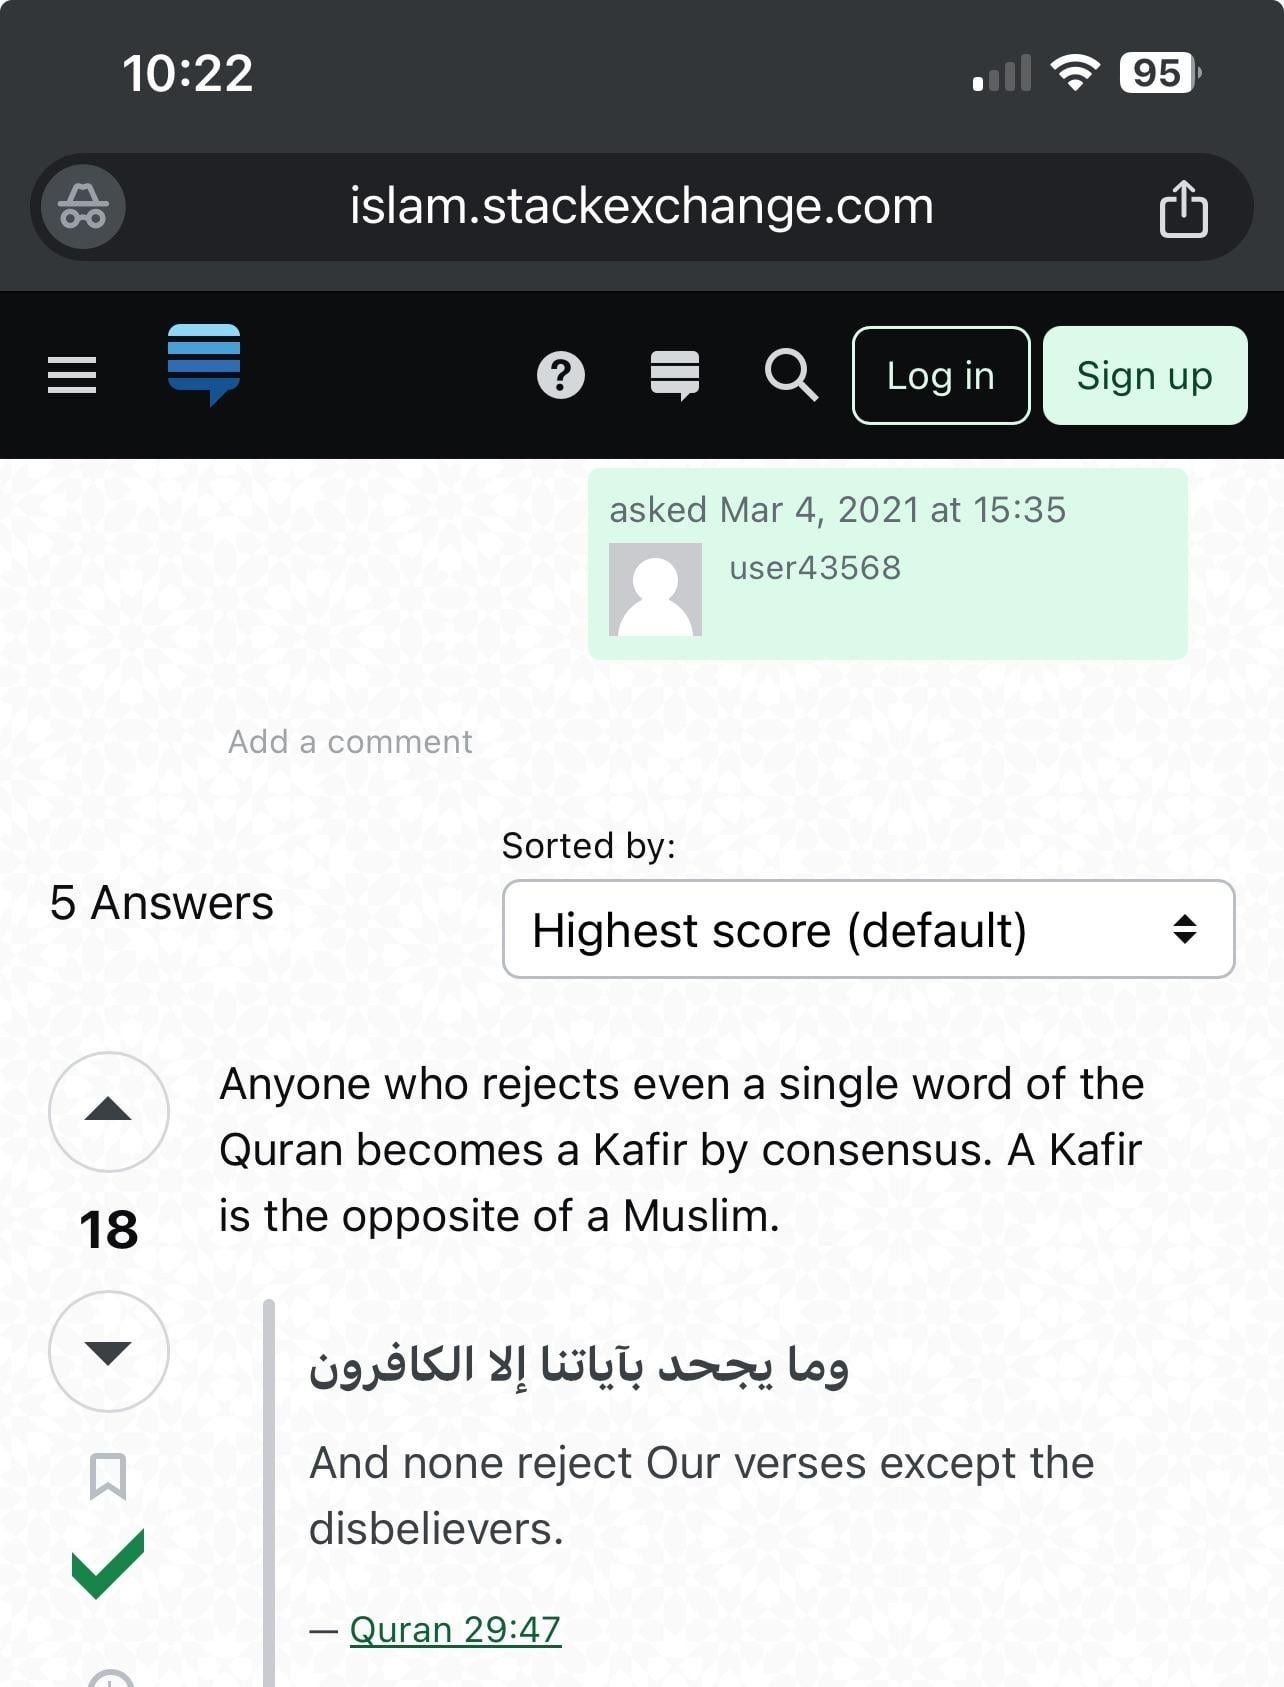 10:22
95
islam.stackexchange.com
?
Log in
Sign up
asked Mar 4, 2021 at 15:35
user43568
Add a comment
Sorted by:
5 Answers
Highest score (default)
Anyone who rejects even a single word of the
Quran becomes a Kafir by consensus. A Kafir
is the opposite of a Muslim.
18
وما يجحد بآياتنا إلا الكافرون
And none reject Our verses except the
disbelievers.
— Quran 29:47